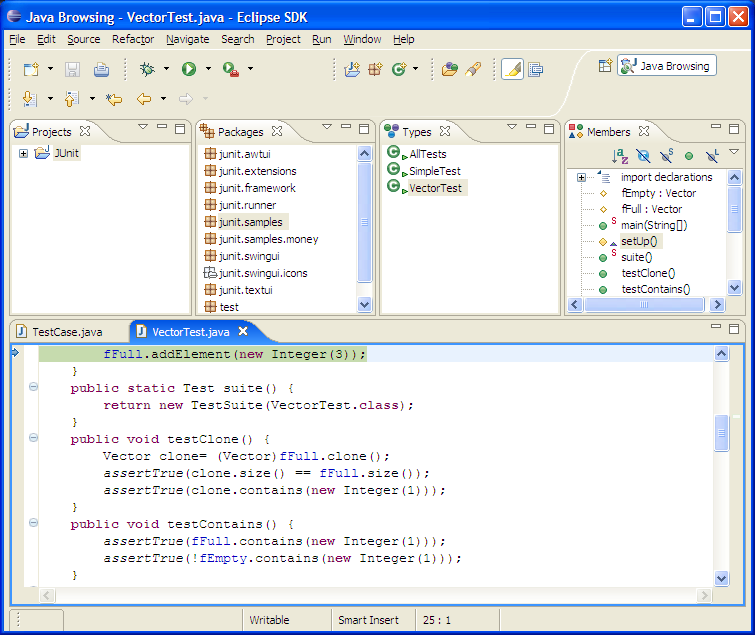 Java Browsing - VectorTest.java - Eclipse SDK
File Edit Source Refactor Navigate Search Project Run Window Help
Java Browsing
Projects
JUnit
Packages
junit.awtui
junit.extensions
junit.framework
junit.runner
junit.samples
junit.samples.money
junit.swingui
junit.swingui.icons
junit.textui
test
Types
AllTests
SimpleTest
VectorTest
Members
import declarations
fEmpty : Vector
fFull : Vector
main(String[])
setUp()
suite()
testClone()
testContains()
TestCase.java
VectorTest.java
fFull.addElement(new Integer(3));
}
public static Test suite() {
return new TestSuite(VectorTest.class);
}
public void testClone() {
Vector clone= (Vector)fFull.clone();
assertTrue(clone.size() == fFull.size());
assertTrue(clone.contains(new Integer(1)));
}
public void testContains() {
assertTrue(fFull.contains(new Integer(1)));
assertTrue(!fEmpty.contains(new Integer(1)));
}
Writable
Smart Insert
25 : 1